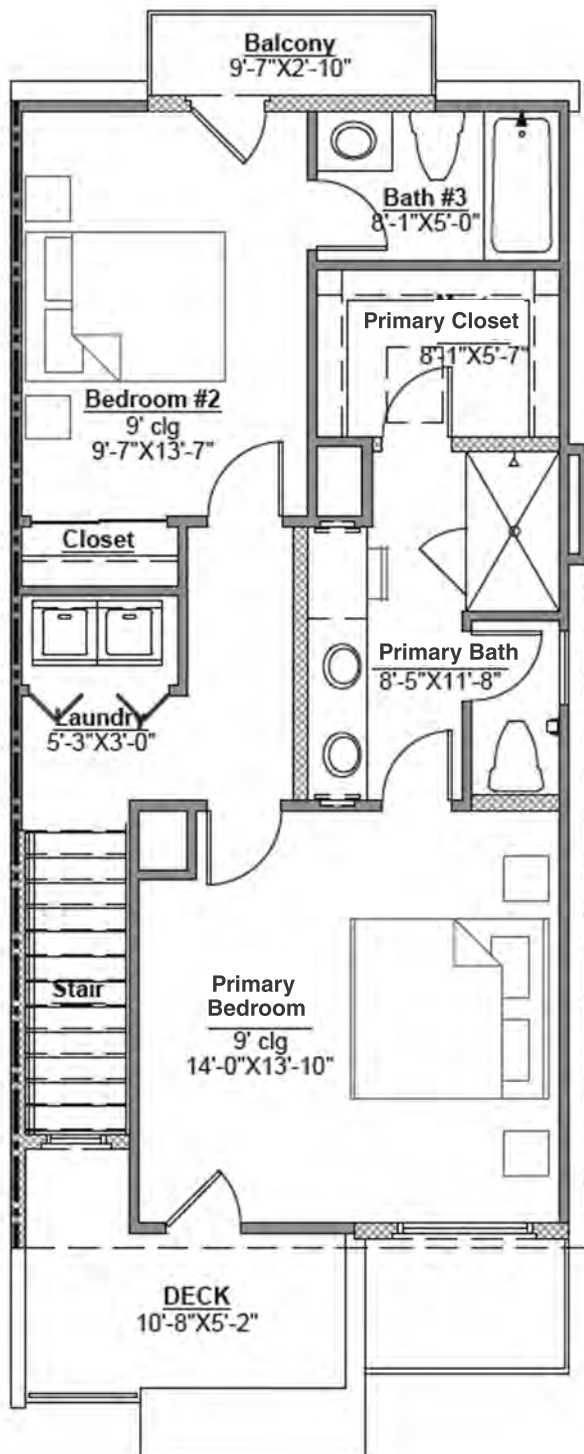 Balcony
9'-7"X2'-10"
Bath #3
8'-1"X5'-0"
Primary Closet
8'-1"X5'-7"
Bedroom #2
9' clg
9'-7"X13'-7"
Closet
Primary Bath
8'-5"X11'-8"
Laundry
5'-3"X3'-0"
Stair
Primary
Bedroom
9' clg
14'-0"X13'-10"
DECK
10'-8"X5'-2"